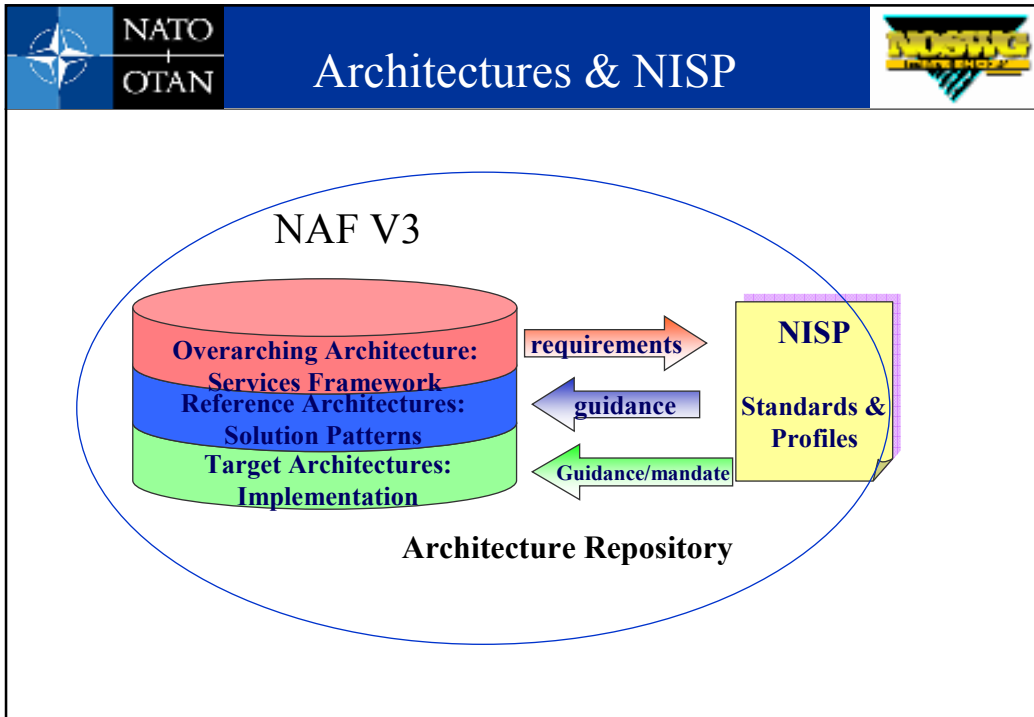 NATO
OTAN
Architectures & NISP
NOSWG
NAF V3
Overarching Architecture:
Services Framework
Reference Architectures:
Solution Patterns
Target Architectures:
Implementation
requirements
guidance
Guidance/mandate
NISP
Standards &
Profiles
Architecture Repository